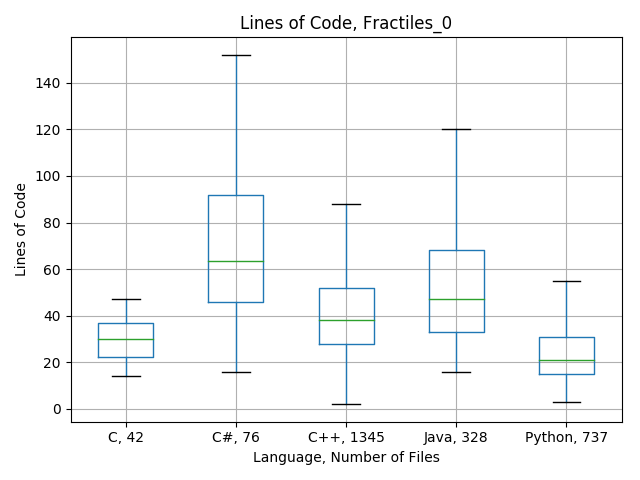 Lines of Code, Fractiles_0
Lines of Code
140
120
100
80
60
40
20
0
C, 42
C#, 76
C++, 1345
Java, 328
Python, 737
Language, Number of Files